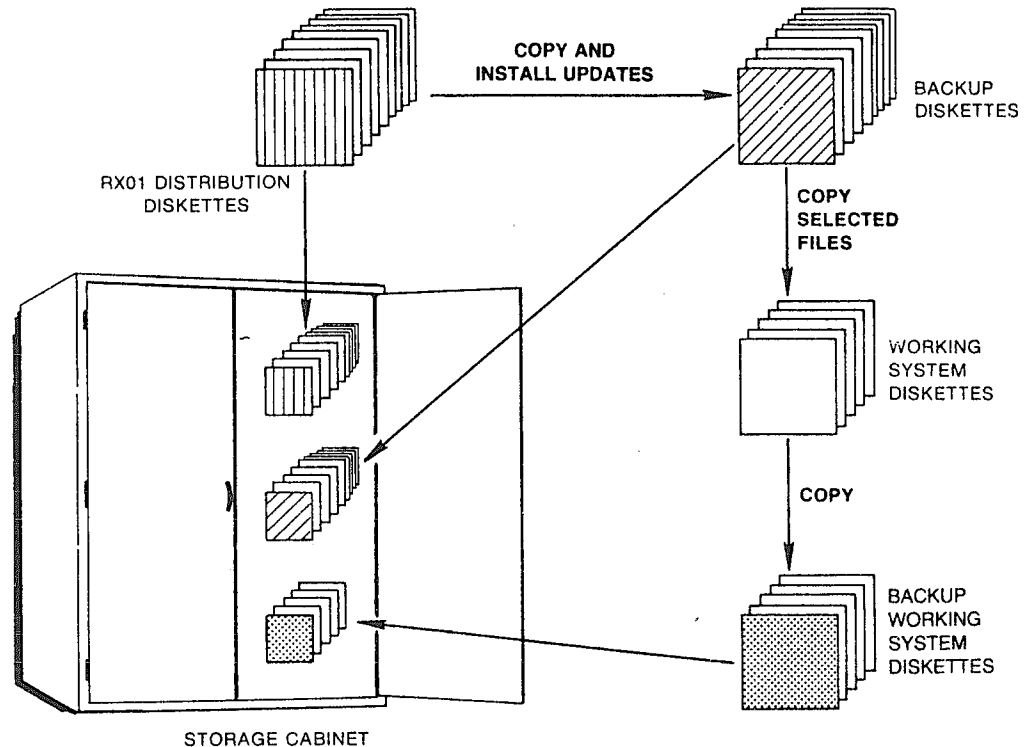 COPY AND
INSTALL UPDATES
BACKUP
DISKETTES
RX01 DISTRIBUTION
DISKETTES
COPY
SELECTED
FILES
WORKING
SYSTEM
DISKETTES
COPY
BACKUP
WORKING
SYSTEM
DISKETTES
STORAGE CABINET